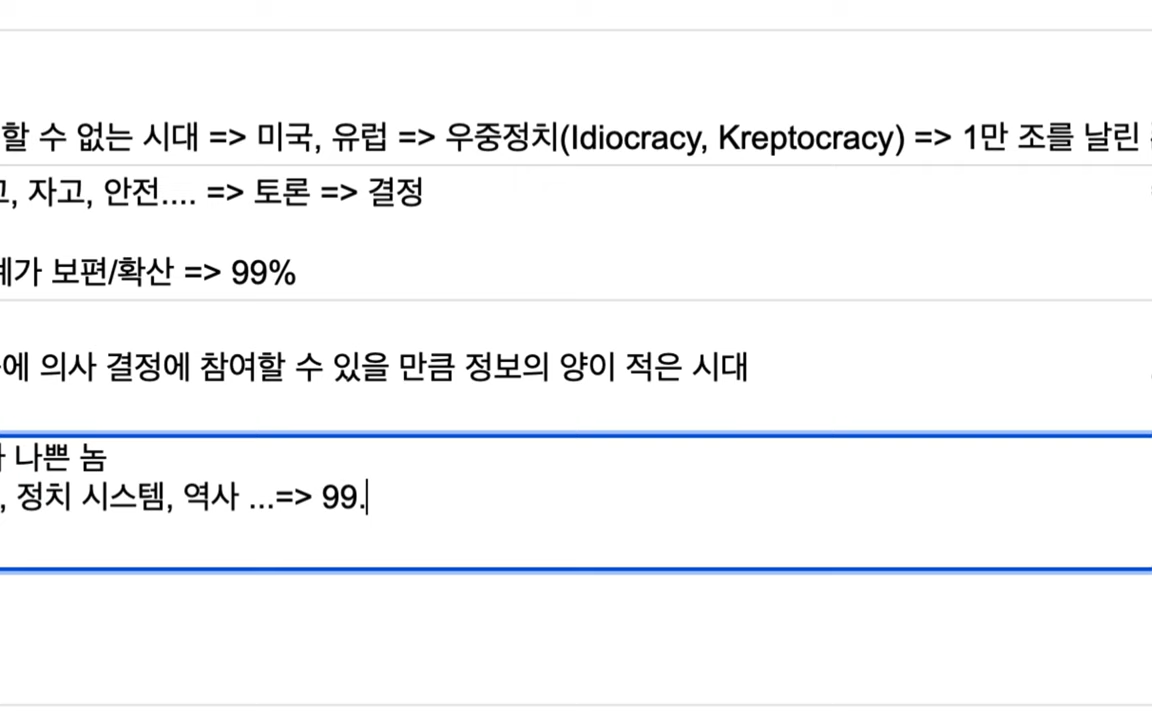 할 수 없는 시대 => 미국, 유럽 => 우중정치(Idiocracy, Kreptocracy) => 1만 조를 날린
고, 자고, 안전.... => 토론 => 결정
보편/확산 => 99%
에 의사 결정에 참여할 수 있을 만큼 정보의 양이 적은 시대
나쁜 놈
, 정치 시스템, 역사 ...=> 99.